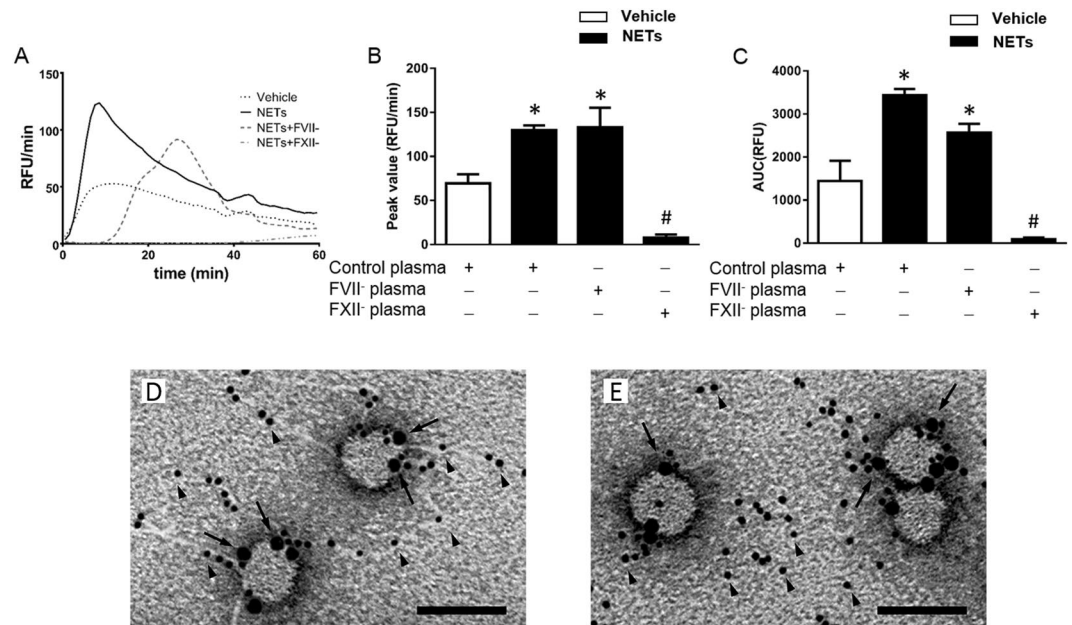 A
RFU/min
150
100
50
0
0
20
40
60
time (min)
Vehicle
NETs
NETs+FVII-
NETs+FXII-
B
Vehicle
NETs
Peak value (RFU/min)
200
150
100
50
0
*
*
#
Control plasma + + – –
FVII⁻ plasma – – + –
FXII⁻ plasma – – – +
C
Vehicle
NETs
AUC(RFU)
4000
3000
2000
1000
0
*
*
#
Control plasma + + – –
FVII⁻ plasma – – + –
FXII⁻ plasma – – – +
D
E